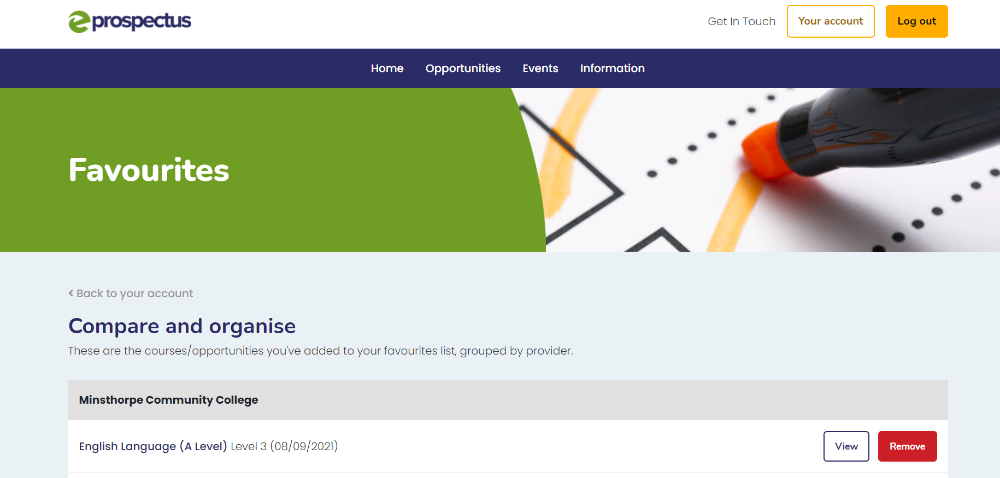 eprospectus
Get In Touch
Your account
Log out
Home
Opportunities
Events
Information
Favourites
Back to your account
Compare and organise
These are the courses/opportunities you've added to your favourites list, grouped by provider.
Minsthorpe Community College
English Language (A Level) Level 3 (08/09/2021)
View
Remove